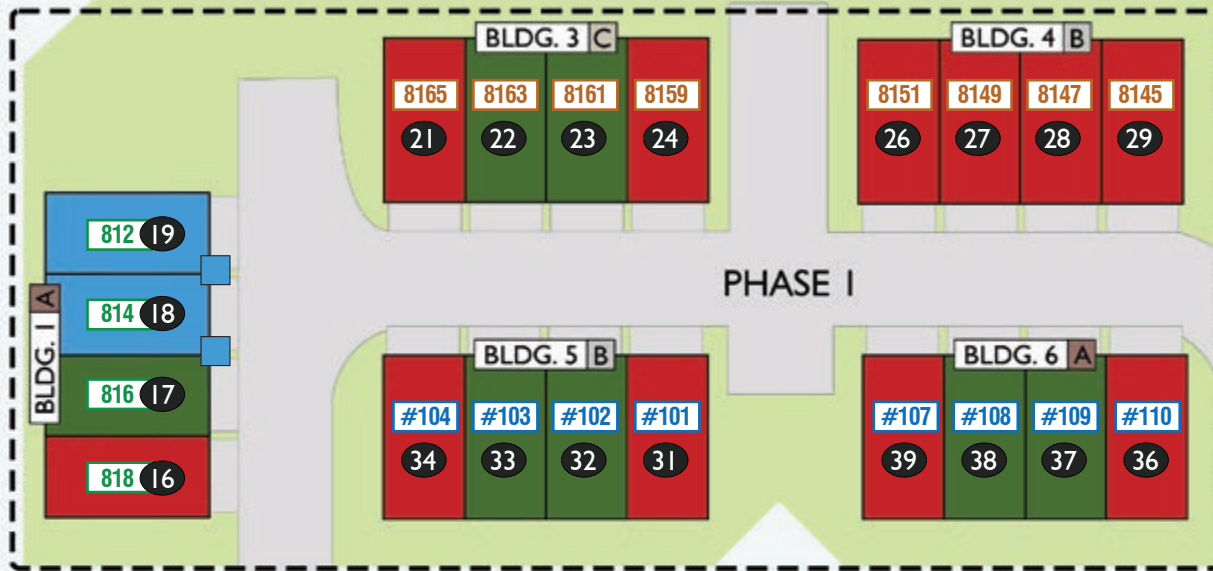 BLDG. 3 C
8165 8163 8161 8159
21 22 23 24
BLDG. 4 B
8151 8149 8147 8145
26 27 28 29
BLDG. 1 A
812 19
814 18
816 17
818 16
PHASE I
BLDG. 5 B
#104 #103 #102 #101
34 33 32 31
BLDG. 6 A
#107 #108 #109 #110
39 38 37 36